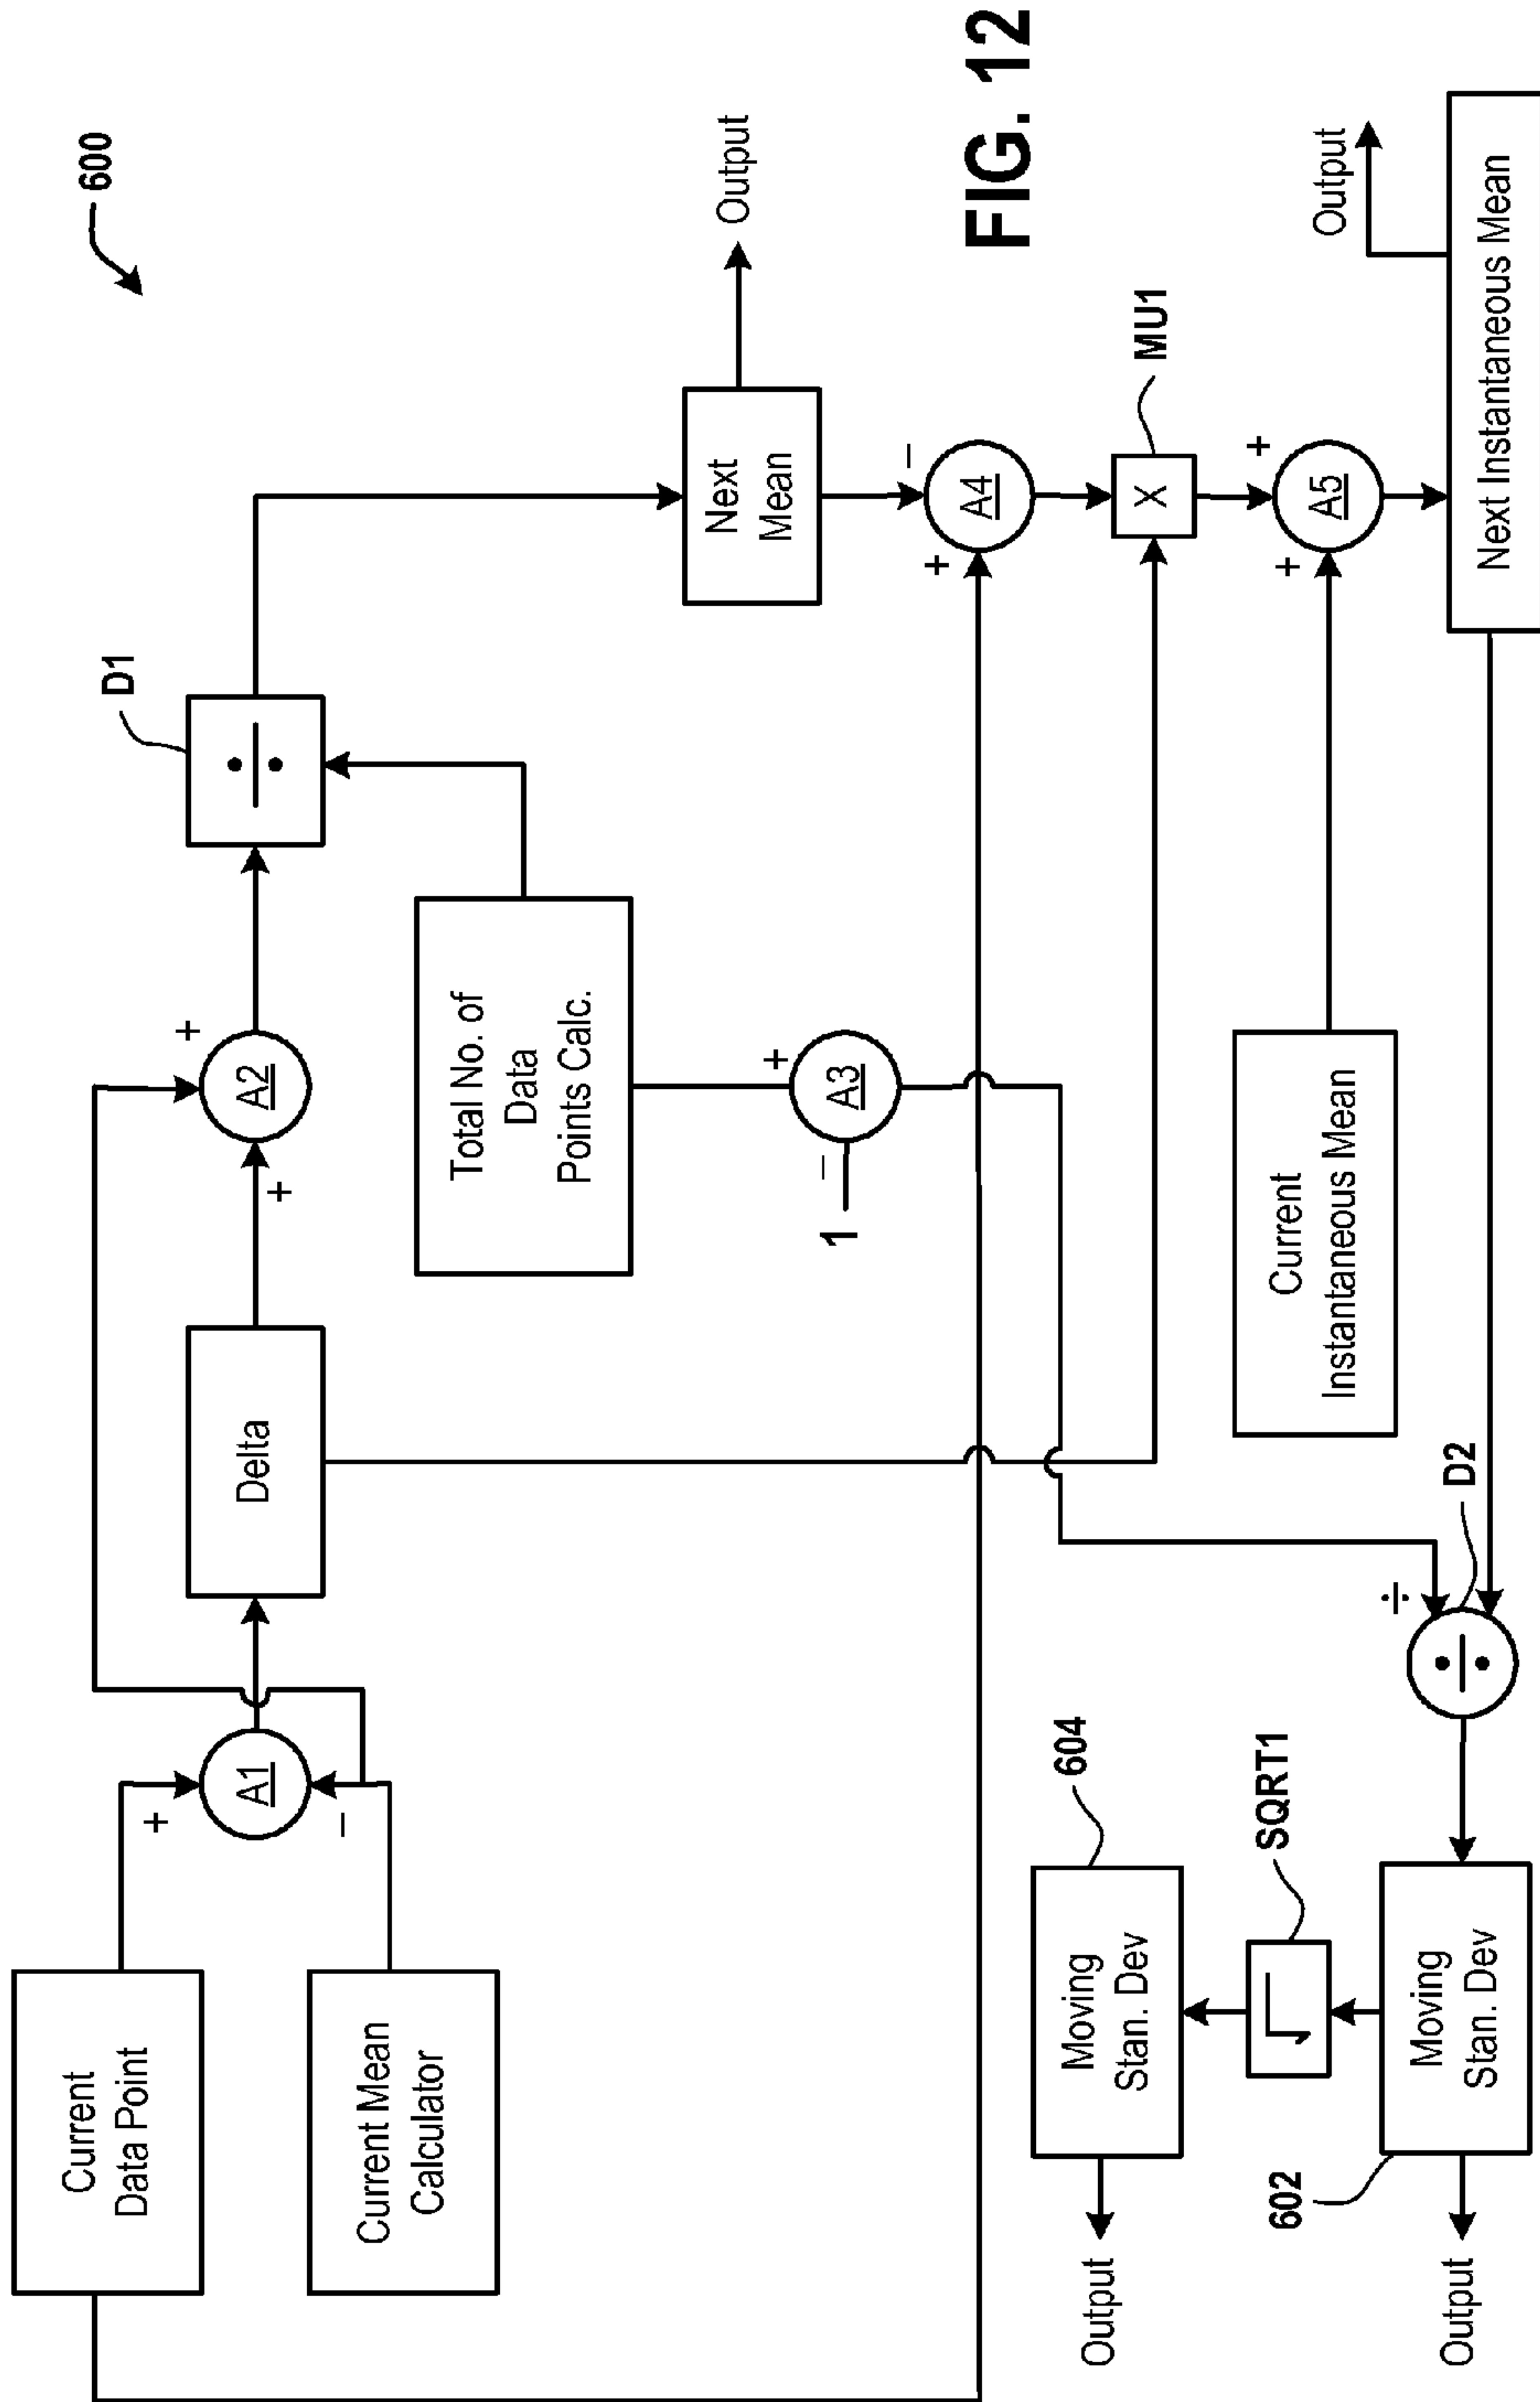 600
Current
Data Point
Current Mean
Calculator
+
A1
−
Delta
+
A2
+
D1
÷
Total No. of
Data
Points Calc.
+
A3
1 −
Next
Mean
Output
FIG. 12
−
+
A4
X
MU1
Current
Instantaneous Mean
+
+
A5
Next Instantaneous Mean
Output
÷
÷
D2
Moving
Stan. Dev
602
Output
√
SQRT1
Moving
Stan. Dev
604
Output